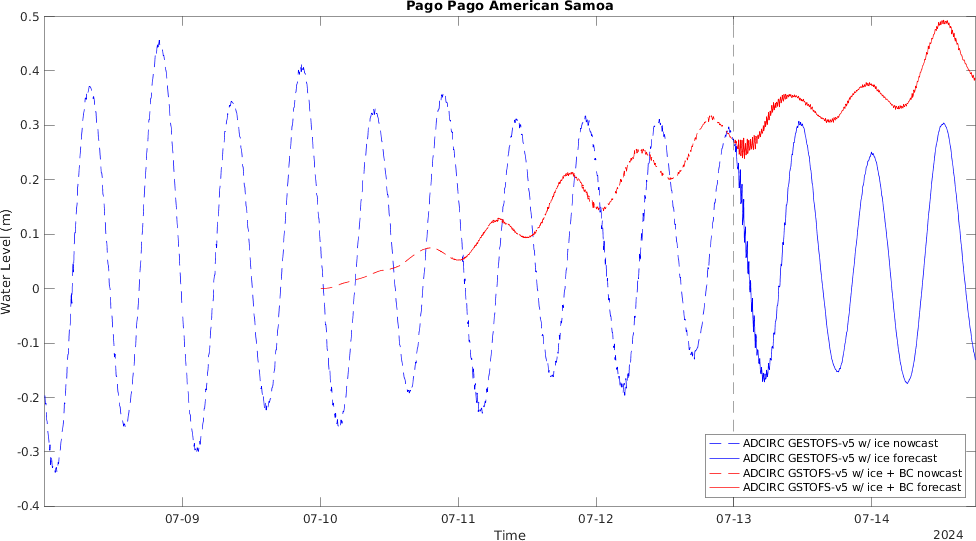 Pago Pago American Samoa
0.5
0.4
0.3
0.2
0.1
0
-0.1
-0.2
-0.3
-0.4
Water Level (m)
ADCIRC GESTOFS-v5 w/ ice nowcast
ADCIRC GESTOFS-v5 w/ ice forecast
ADCIRC GSTOFS-v5 w/ ice + BC nowcast
ADCIRC GSTOFS-v5 w/ ice + BC forecast
07-09 07-10 07-11 07-12 07-13 07-14
Time
2024